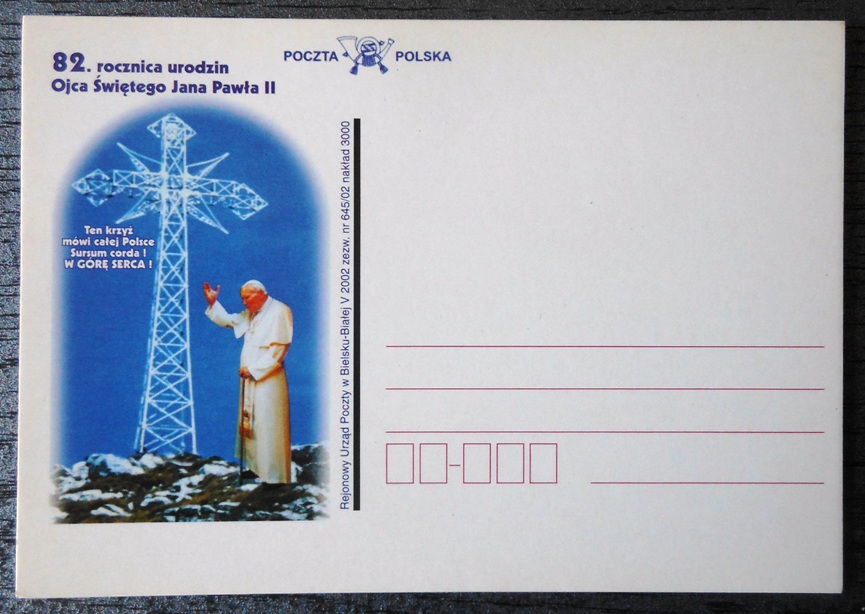 82. rocznica urodzin
Ojca Świętego Jana Pawła II
POCZTA POLSKA
Ten krzyż
mówi całej Polsce
Sursum corda !
W GÓRĘ SERCA !
Rejonowy Urząd Poczty w Bielsku-Białej V 2002 zezw. nr 645/02 nakład 3000